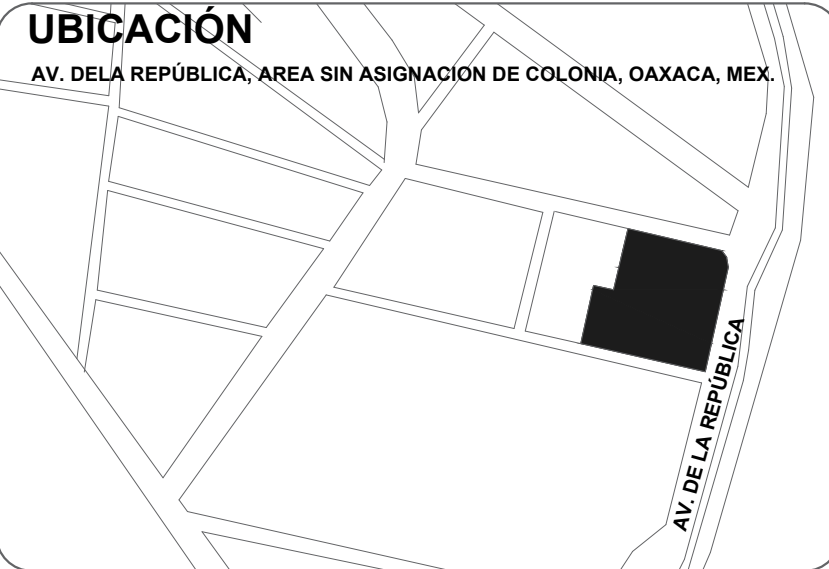 UBICACIÓN
AV. DELA REPÚBLICA, AREA SIN ASIGNACION DE COLONIA, OAXACA, MEX.
AV. DE LA REPÚBLICA